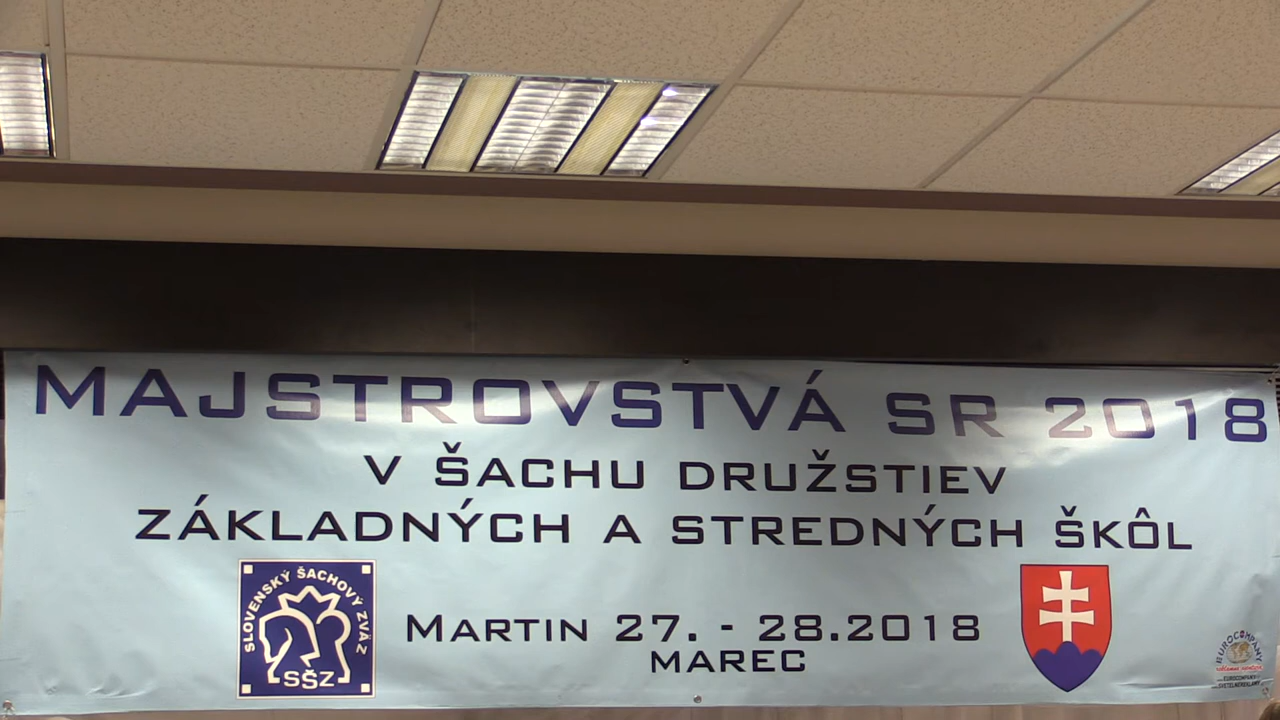 MAJSTROVSTVÁ SR 2018
V ŠACHU DRUŽSTIEV
ZÁKLADNÝCH A STREDNÝCH ŠKÔL
SLOVENSKÝ ŠACHOVÝ ZVÄZ
SŠZ
MARTIN 27. - 28.2018
MAREC
EUROCOMPANY